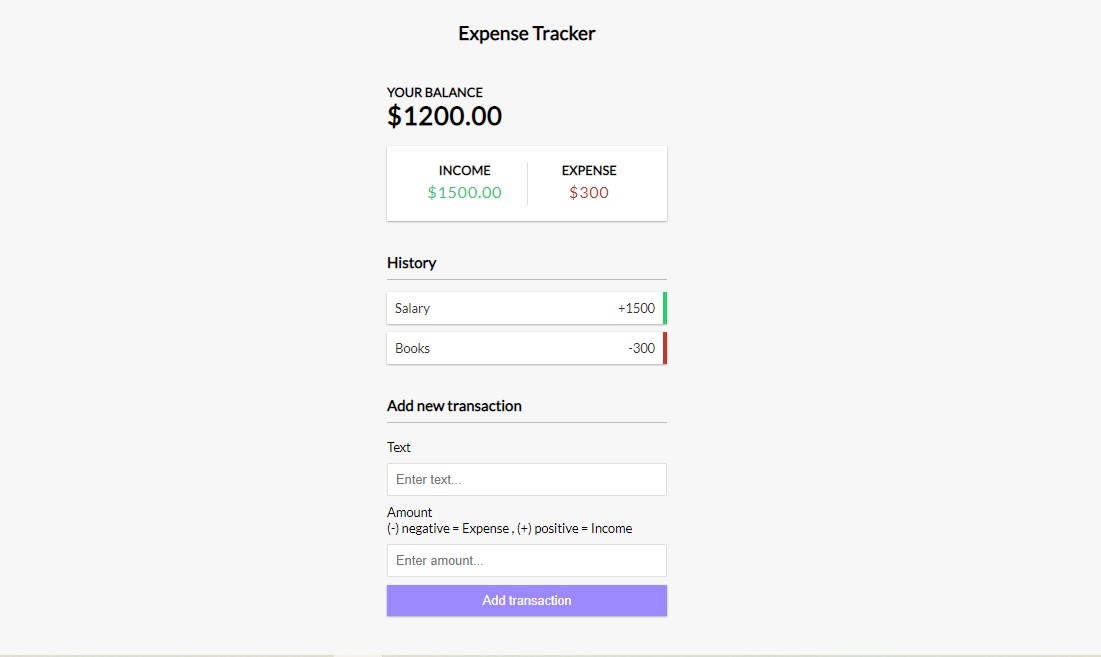 Expense Tracker
YOUR BALANCE
$1200.00
INCOME EXPENSE
$1500.00 $300
History
Salary +1500
Books -300
Add new transaction
Text
Enter text...
Amount
(-) negative = Expense , (+) positive = Income
Enter amount...
Add transaction